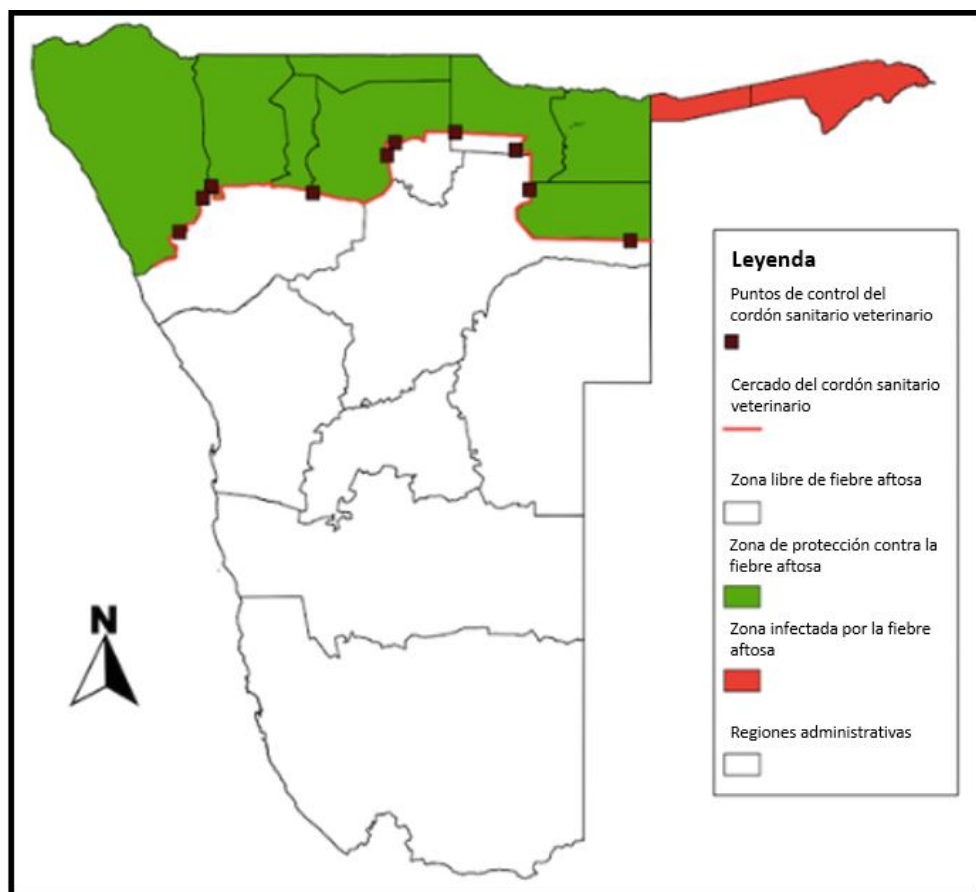 Leyenda
Puntos de control del
cordón sanitario veterinario
Cercado del cordón sanitario
veterinario
Zona libre de fiebre aftosa
Zona de protección contra la
fiebre aftosa
Zona infectada por la fiebre
aftosa
Regiones administrativas
N